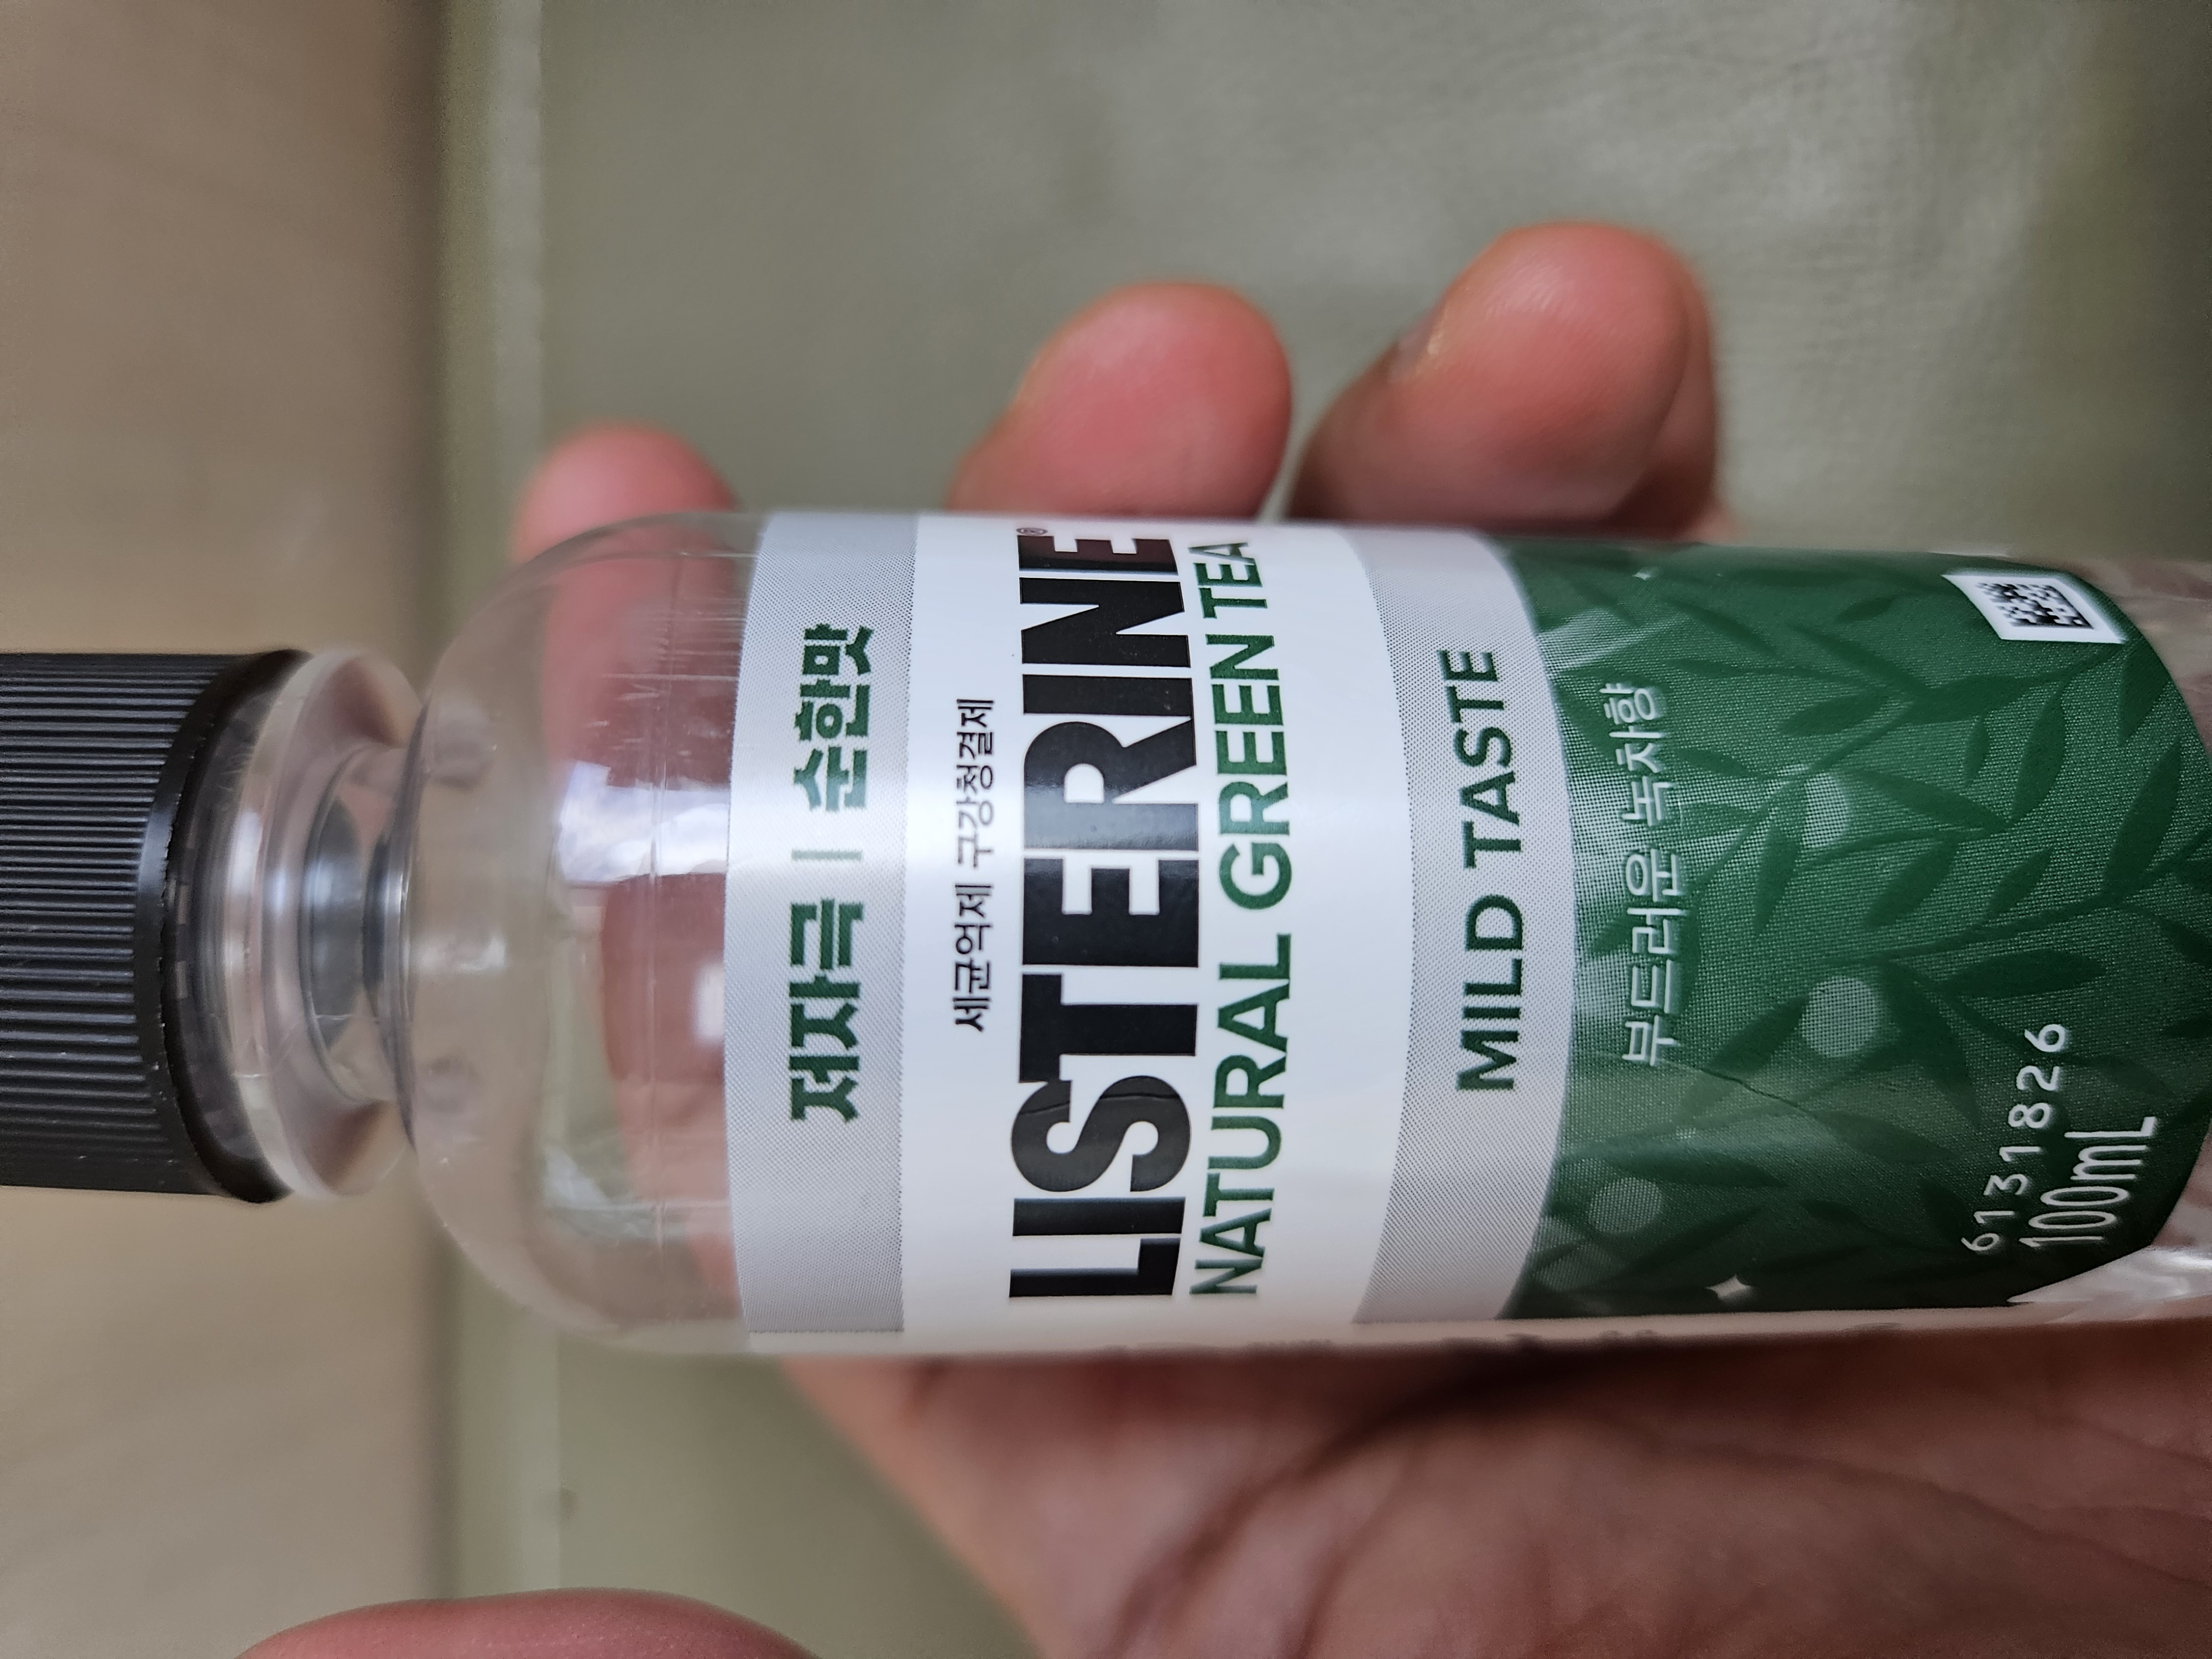 저자극 | 순한맛
세균억제 구강청결제
LISTERINE®
NATURAL GREEN TEA
MILD TASTE
부드러운 녹차향
61331826
100mL